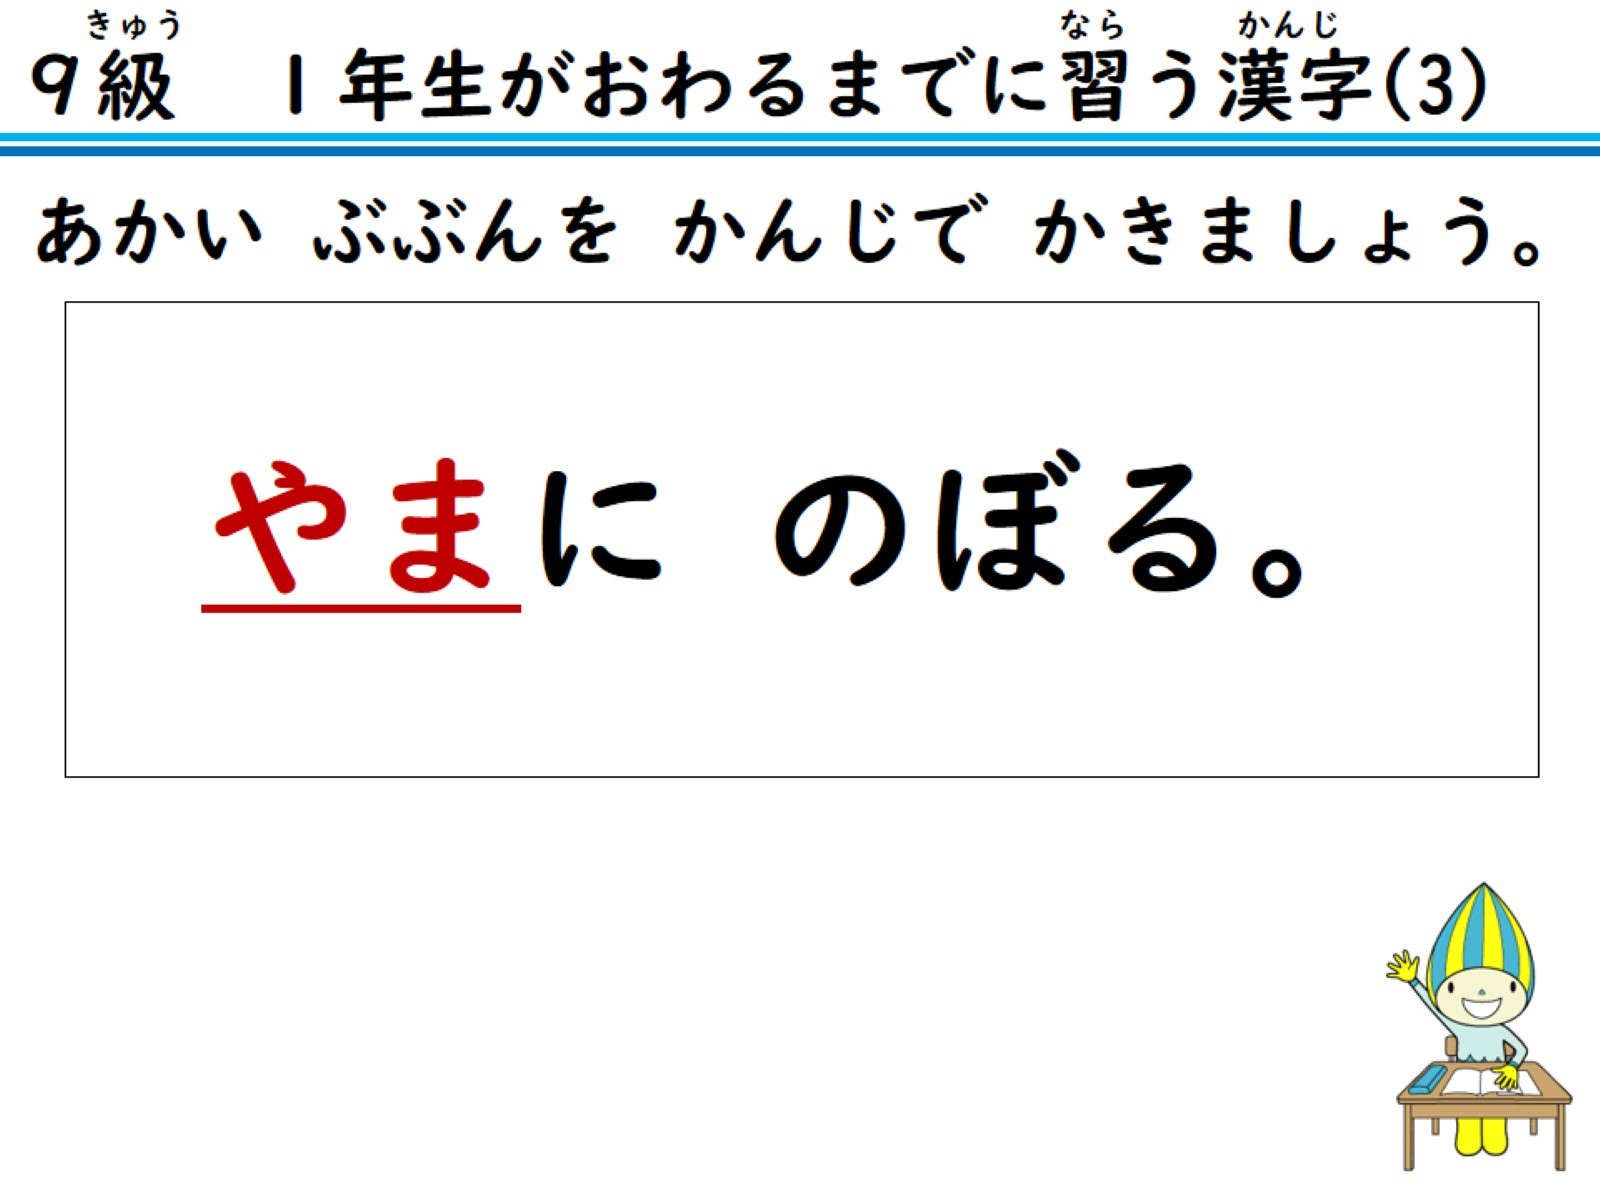 きゅう なら かんじ
9級 1年生がおわるまでに習う漢字(3)
あかい ぶぶんを かんじで かきましょう。
やまに のぼる。